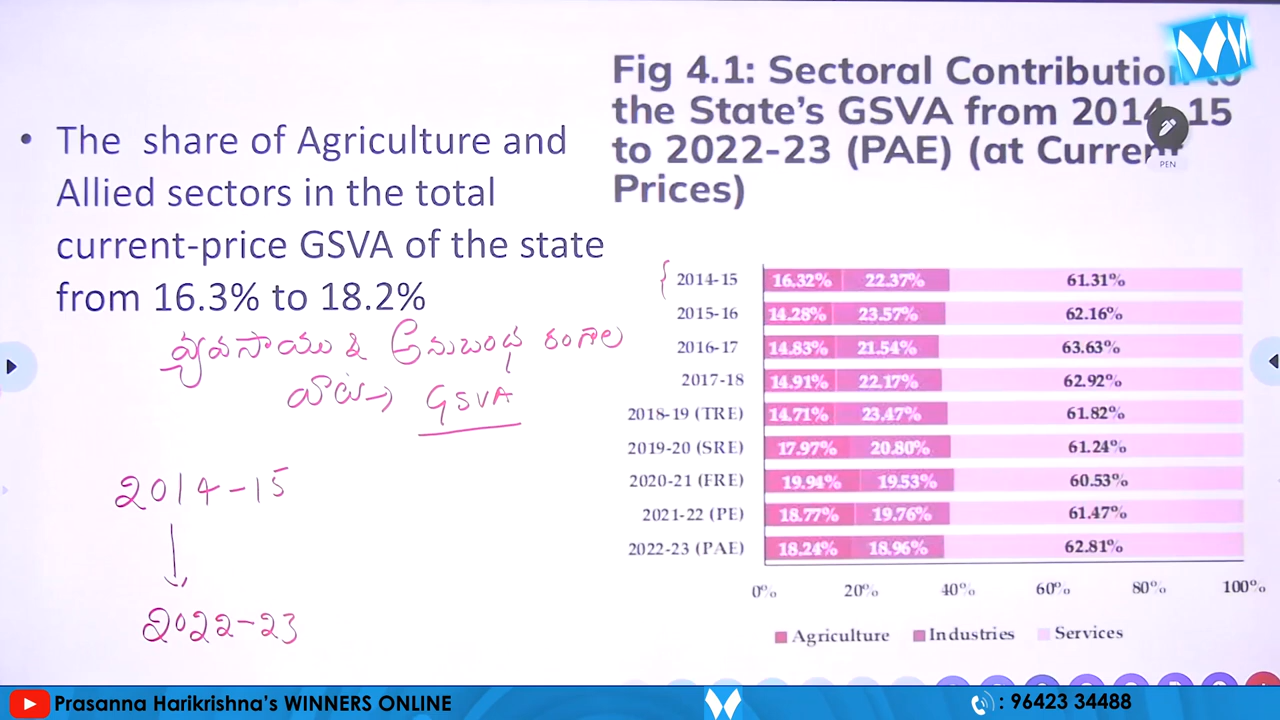 • The share of Agriculture and
Allied sectors in the total
current-price GSVA of the state
from 16.3% to 18.2%
వ్యవసాయ & అనుబంధ రంగాల
వాటా → GSVA
2014-15
2022-23
Fig 4.1: Sectoral Contribution to
the State's GSVA from 2014-15
to 2022-23 (PAE) (at Current
Prices)
PEN
2014-15 16.32% 22.37% 61.31%
2015-16 14.28% 23.57% 62.16%
2016-17 14.83% 21.54% 63.63%
2017-18 14.91% 22.17% 62.92%
2018-19 (TRE) 14.71% 23.47% 61.82%
2019-20 (SRE) 17.97% 20.80% 61.24%
2020-21 (FRE) 19.94% 19.53% 60.53%
2021-22 (PE) 18.77% 19.76% 61.47%
2022-23 (PAE) 18.24% 18.96% 62.81%
0% 20% 40% 60% 80% 100%
Agriculture Industries Services
Prasanna Harikrishna's WINNERS ONLINE
: 96423 34488